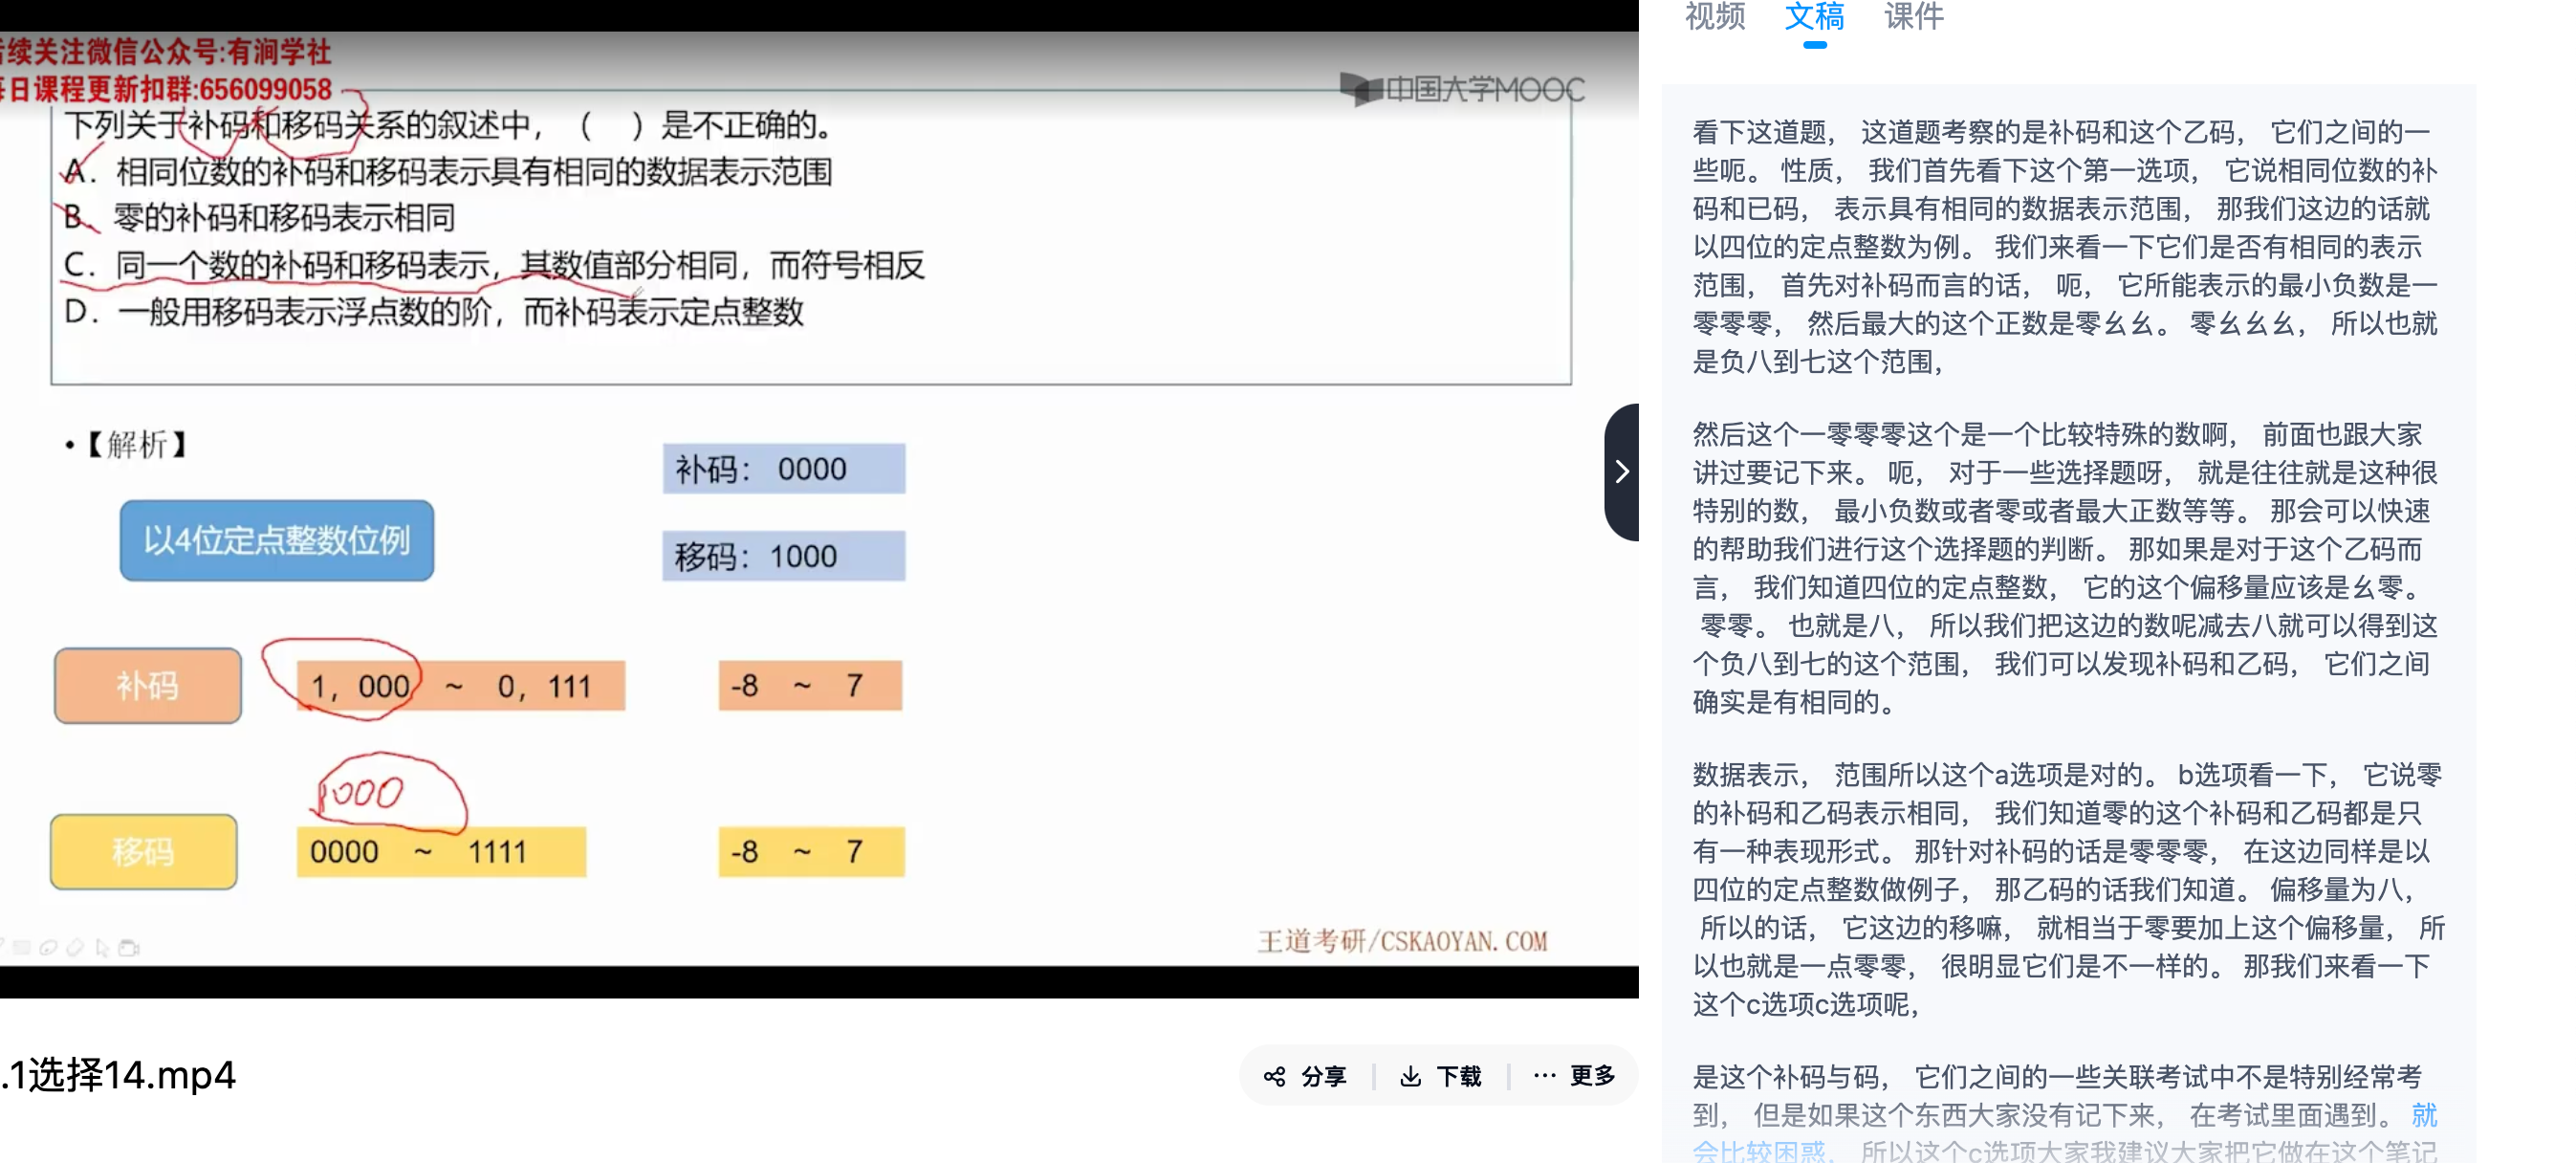 后续关注微信公众号:有涧学社
每日课程更新扣群:656099058
中国大学MOOC
下列关于补码和移码关系的叙述中，（ ）是不正确的。
A．相同位数的补码和移码表示具有相同的数据表示范围
B．零的补码和移码表示相同
C．同一个数的补码和移码表示，其数值部分相同，而符号相反
D．一般用移码表示浮点数的阶，而补码表示定点整数
•【解析】
以4位定点整数位例
补码： 0000
移码：1000
补码
1，000 ~ 0，111
-8 ~ 7
1000
移码
0000 ~ 1111
-8 ~ 7
王道考研/CSKAOYAN.COM
.1选择14.mp4
分享
下载
更多
视频 文稿 课件
看下这道题， 这道题考察的是补码和这个乙码， 它们之间的一
些呃。 性质， 我们首先看下这个第一选项， 它说相同位数的补
码和已码， 表示具有相同的数据表示范围， 那我们这边的话就
以四位的定点整数为例。 我们来看一下它们是否有相同的表示
范围， 首先对补码而言的话， 呃， 它所能表示的最小负数是一
零零零， 然后最大的这个正数是零幺幺。 零幺幺幺， 所以也就
是负八到七这个范围，
然后这个一零零零这个是一个比较特殊的数啊， 前面也跟大家
讲过要记下来。 呃， 对于一些选择题呀， 就是往往就是这种很
特别的数， 最小负数或者零或者最大正数等等。 那会可以快速
的帮助我们进行这个选择题的判断。 那如果是对于这个乙码而
言， 我们知道四位的定点整数， 它的这个偏移量应该是幺零。
零零。 也就是八， 所以我们把这边的数呢减去八就可以得到这
个负八到七的这个范围， 我们可以发现补码和乙码， 它们之间
确实是有相同的。
数据表示， 范围所以这个a选项是对的。 b选项看一下， 它说零
的补码和乙码表示相同， 我们知道零的这个补码和乙码都是只
有一种表现形式。 那针对补码的话是零零零， 在这边同样是以
四位的定点整数做例子， 那乙码的话我们知道。 偏移量为八，
所以的话， 它这边的移嘛， 就相当于零要加上这个偏移量， 所
以也就是一点零零， 很明显它们是不一样的。 那我们来看一下
这个c选项c选项呢，
是这个补码与码， 它们之间的一些关联考试中不是特别经常考
到， 但是如果这个东西大家没有记下来， 在考试里面遇到。 就
会比较困惑， 所以这个c选项大家我建议大家把它做在这个笔记